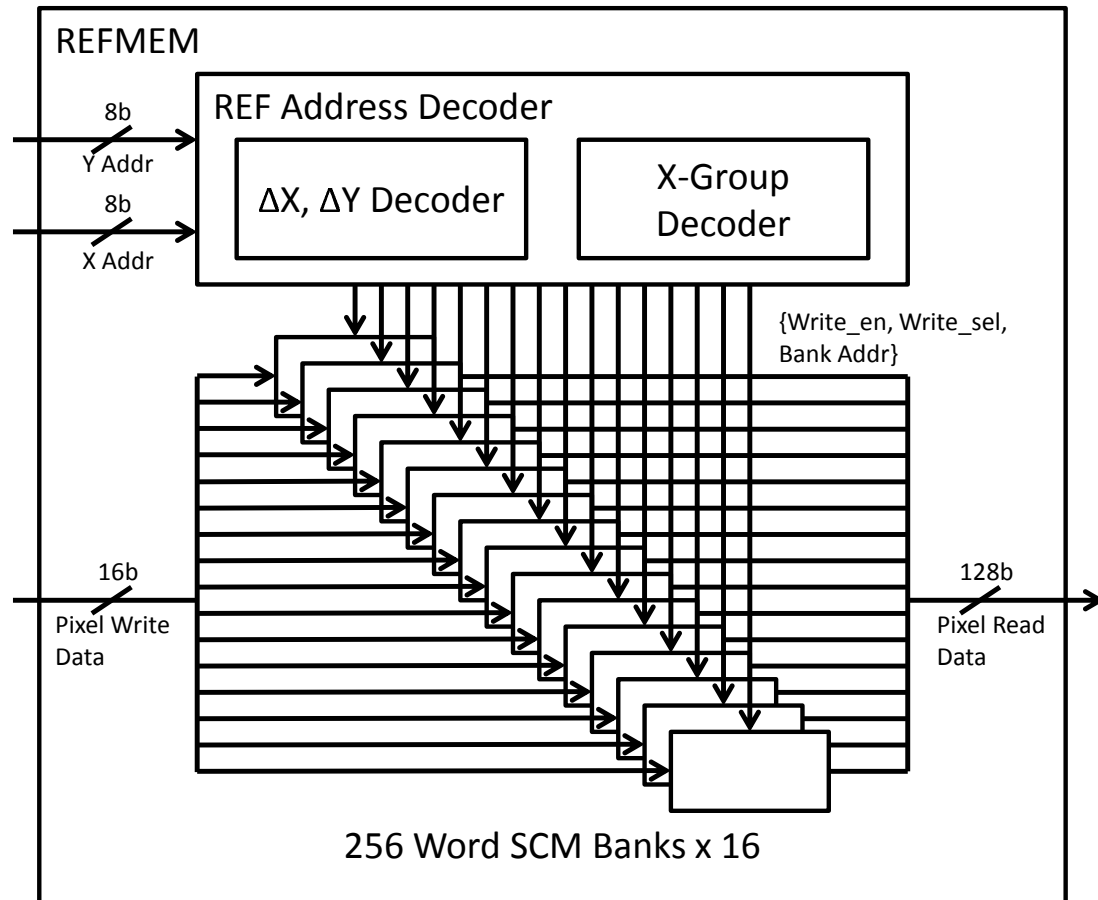 REFMEM
REF Address Decoder
8b
Y Addr
ΔX, ΔY Decoder
X-Group
Decoder
8b
X Addr
{Write_en, Write_sel,
Bank Addr}
16b
Pixel Write
Data
128b
Pixel Read
Data
256 Word SCM Banks x 16